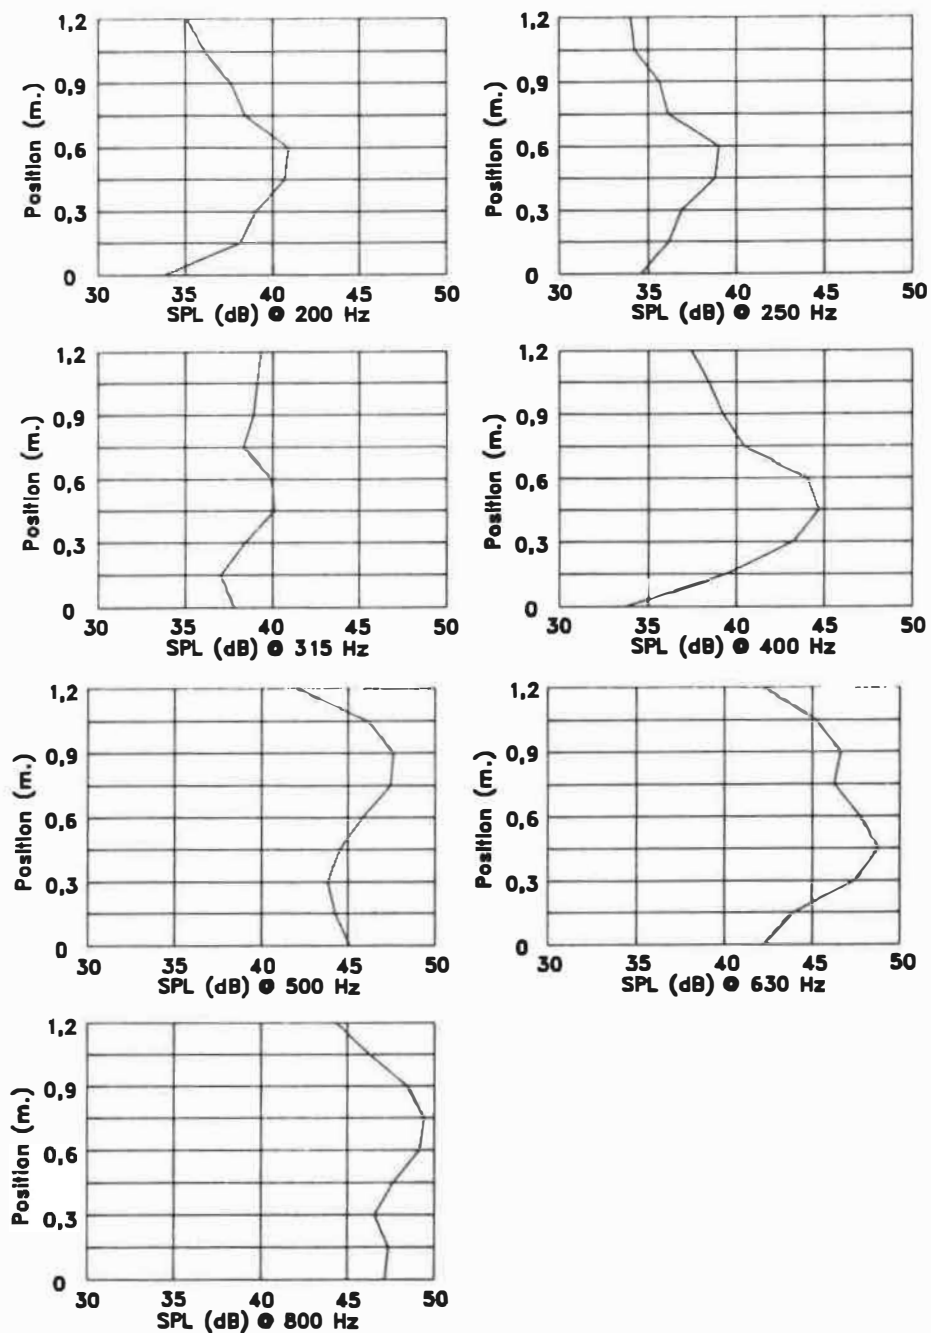 1,2
0,9
0,6
0,3
0
Position (m.)
30 35 40 45 50
SPL (dB) @ 200 Hz
1,2
0,9
0,6
0,3
0
Position (m.)
30 35 40 45 50
SPL (dB) @ 250 Hz
1,2
0,9
0,6
0,3
0
Position (m.)
30 35 40 45 50
SPL (dB) @ 315 Hz
1,2
0,9
0,6
0,3
0
Position (m.)
30 35 40 45 50
SPL (dB) @ 400 Hz
1,2
0,9
0,6
0,3
0
Position (m.)
30 35 40 45 50
SPL (dB) @ 500 Hz
1,2
0,9
0,6
0,3
0
Position (m.)
30 35 40 45 50
SPL (dB) @ 630 Hz
1,2
0,9
0,6
0,3
0
Position (m.)
30 35 40 45 50
SPL (dB) @ 800 Hz